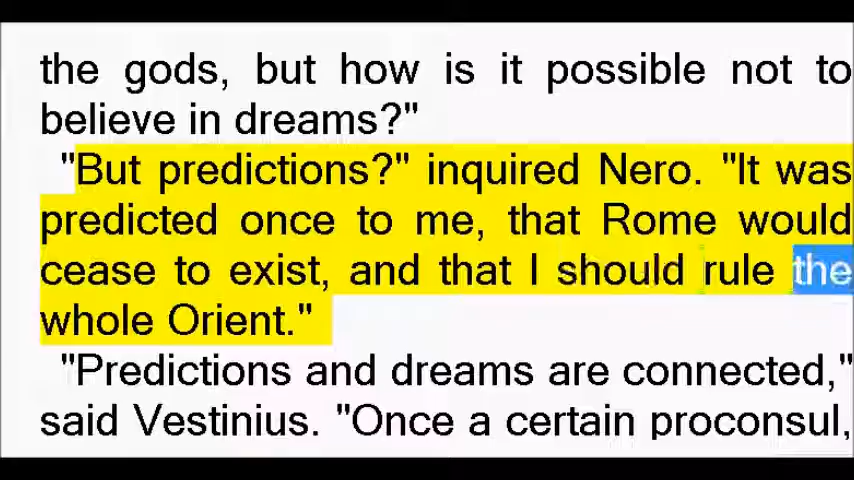 the gods, but how is it possible not to
believe in dreams?"
"But predictions?" inquired Nero. "It was
predicted once to me, that Rome would
cease to exist, and that I should rule the
whole Orient."
"Predictions and dreams are connected,"
said Vestinius. "Once a certain proconsul,